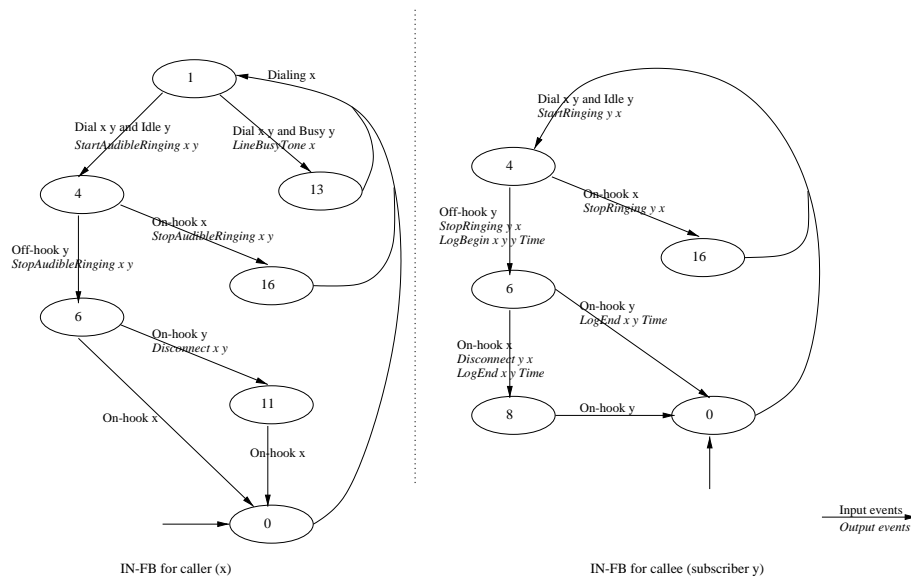 1
Dialing x
Dial x y and Idle y
StartAudibleRinging x y
Dial x y and Busy y
LineBusyTone x
4
13
On-hook x
StopAudibleRinging x y
Off-hook y
StopAudibleRinging x y
16
6
On-hook y
Disconnect x y
11
On-hook x
On-hook x
0
IN-FB for caller (x)
Dial x y and Idle y
StartRinging y x
4
On-hook x
StopRinging y x
Off-hook y
StopRinging y x
LogBegin x y y Time
16
6
On-hook y
LogEnd x y Time
On-hook x
Disconnect y x
LogEnd x y Time
8
On-hook y
0
IN-FB for callee (subscriber y)
Input events
Output events